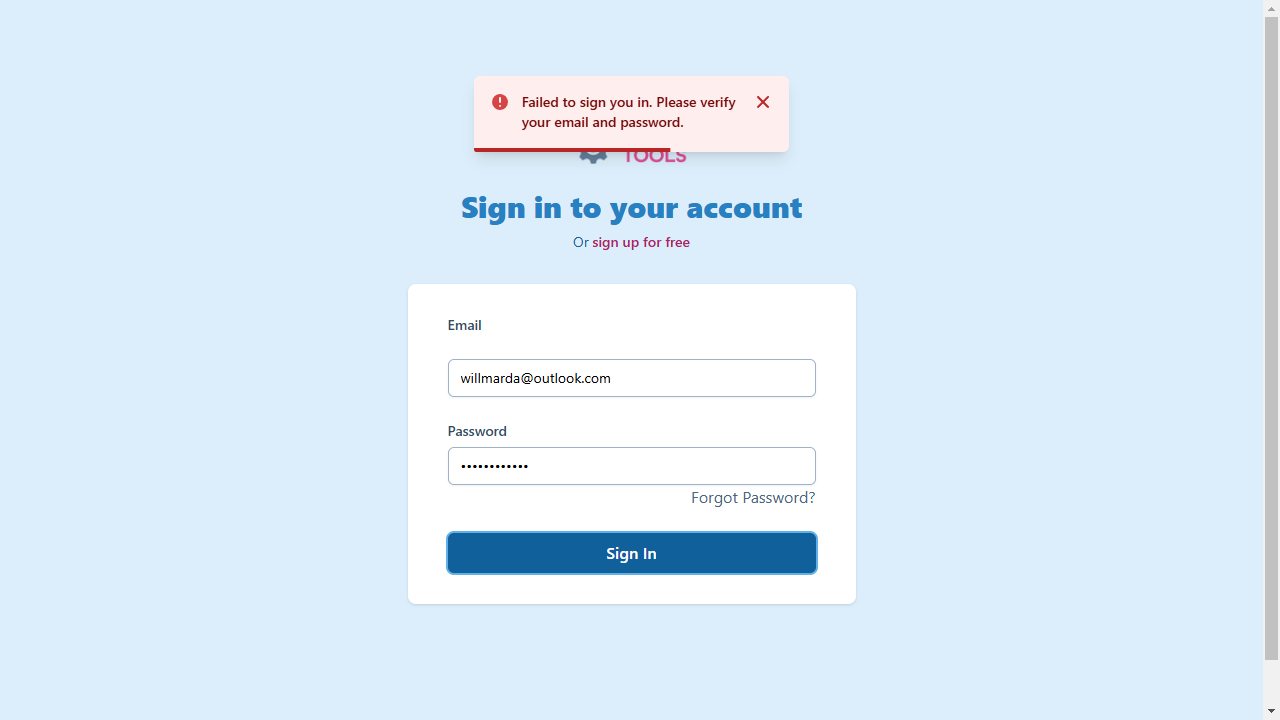 Failed to sign you in. Please verify
your email and password.
TOOLS
Sign in to your account
Or sign up for free
Email
willmarda@outlook.com
Password
••••••••••••
Forgot Password?
Sign In